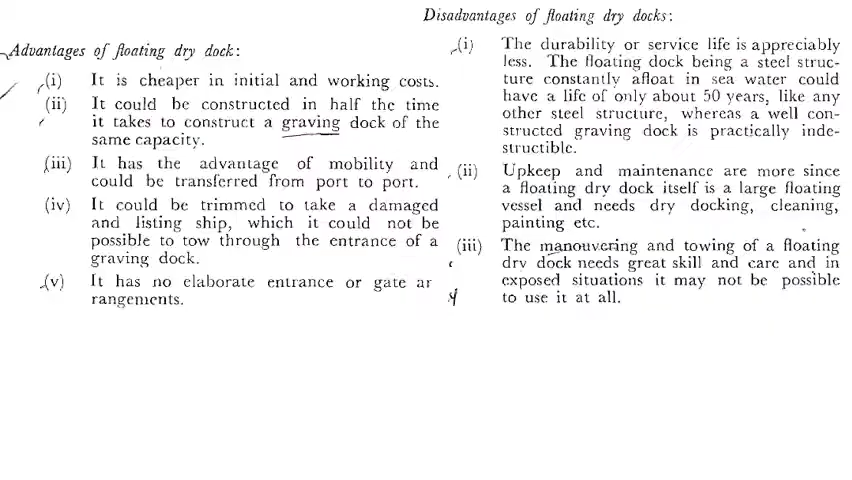 Advantages of floating dry dock:
(i) It is cheaper in initial and working costs.
(ii) It could be constructed in half the time
it takes to construct a graving dock of the
same capacity.
(iii) It has the advantage of mobility and
could be transferred from port to port.
(iv) It could be trimmed to take a damaged
and listing ship, which it could not be
possible to tow through the entrance of a
graving dock.
(v) It has no elaborate entrance or gate ar
rangements.
Disadvantages of floating dry docks:
(i) The durability or service life is appreciably
less. The floating dock being a steel struc-
ture constantly afloat in sea water could
have a life of only about 50 years, like any
other steel structure, whereas a well con-
structed graving dock is practically inde-
structible.
(ii) Upkeep and maintenance are more since
a floating dry dock itself is a large floating
vessel and needs dry docking, cleaning,
painting etc.
(iii) The manouvering and towing of a floating
dry dock needs great skill and care and in
exposed situations it may not be possible
to use it at all.